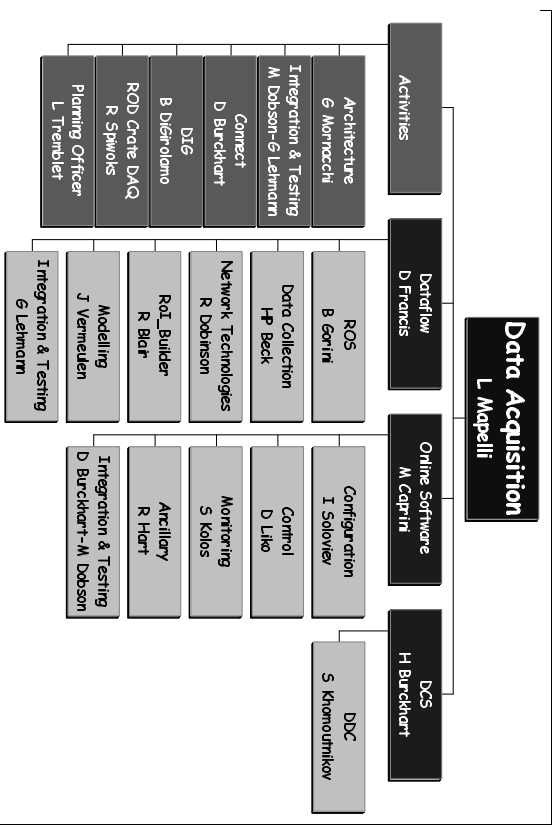 Data Acquisition
L Mapelli
Activities
Architecture
G Mornacchi
Integration & Testing
M Dobson-G Lehmann
Connect
D Burckhart
DIG
B DiGirolamo
ROD Crate DAQ
R Spiwoks
Planning Officer
L Tremblet
Dataflow
D Francis
ROS
B Gorini
Data Collection
HP Beck
Network Technologies
R Dobinson
RoI_Buider
R Blair
Modelling
J Vermeulen
Integration & Testing
G Lehmann
Online Software
M Caprini
Configuration
I Soloviev
Control
D Liko
Monitoring
S Kolos
Ancillary
R Hart
Integration & Testing
D Burckhart-M Dobson
DCS
H Burckhart
DDC
S Khomoutnikov